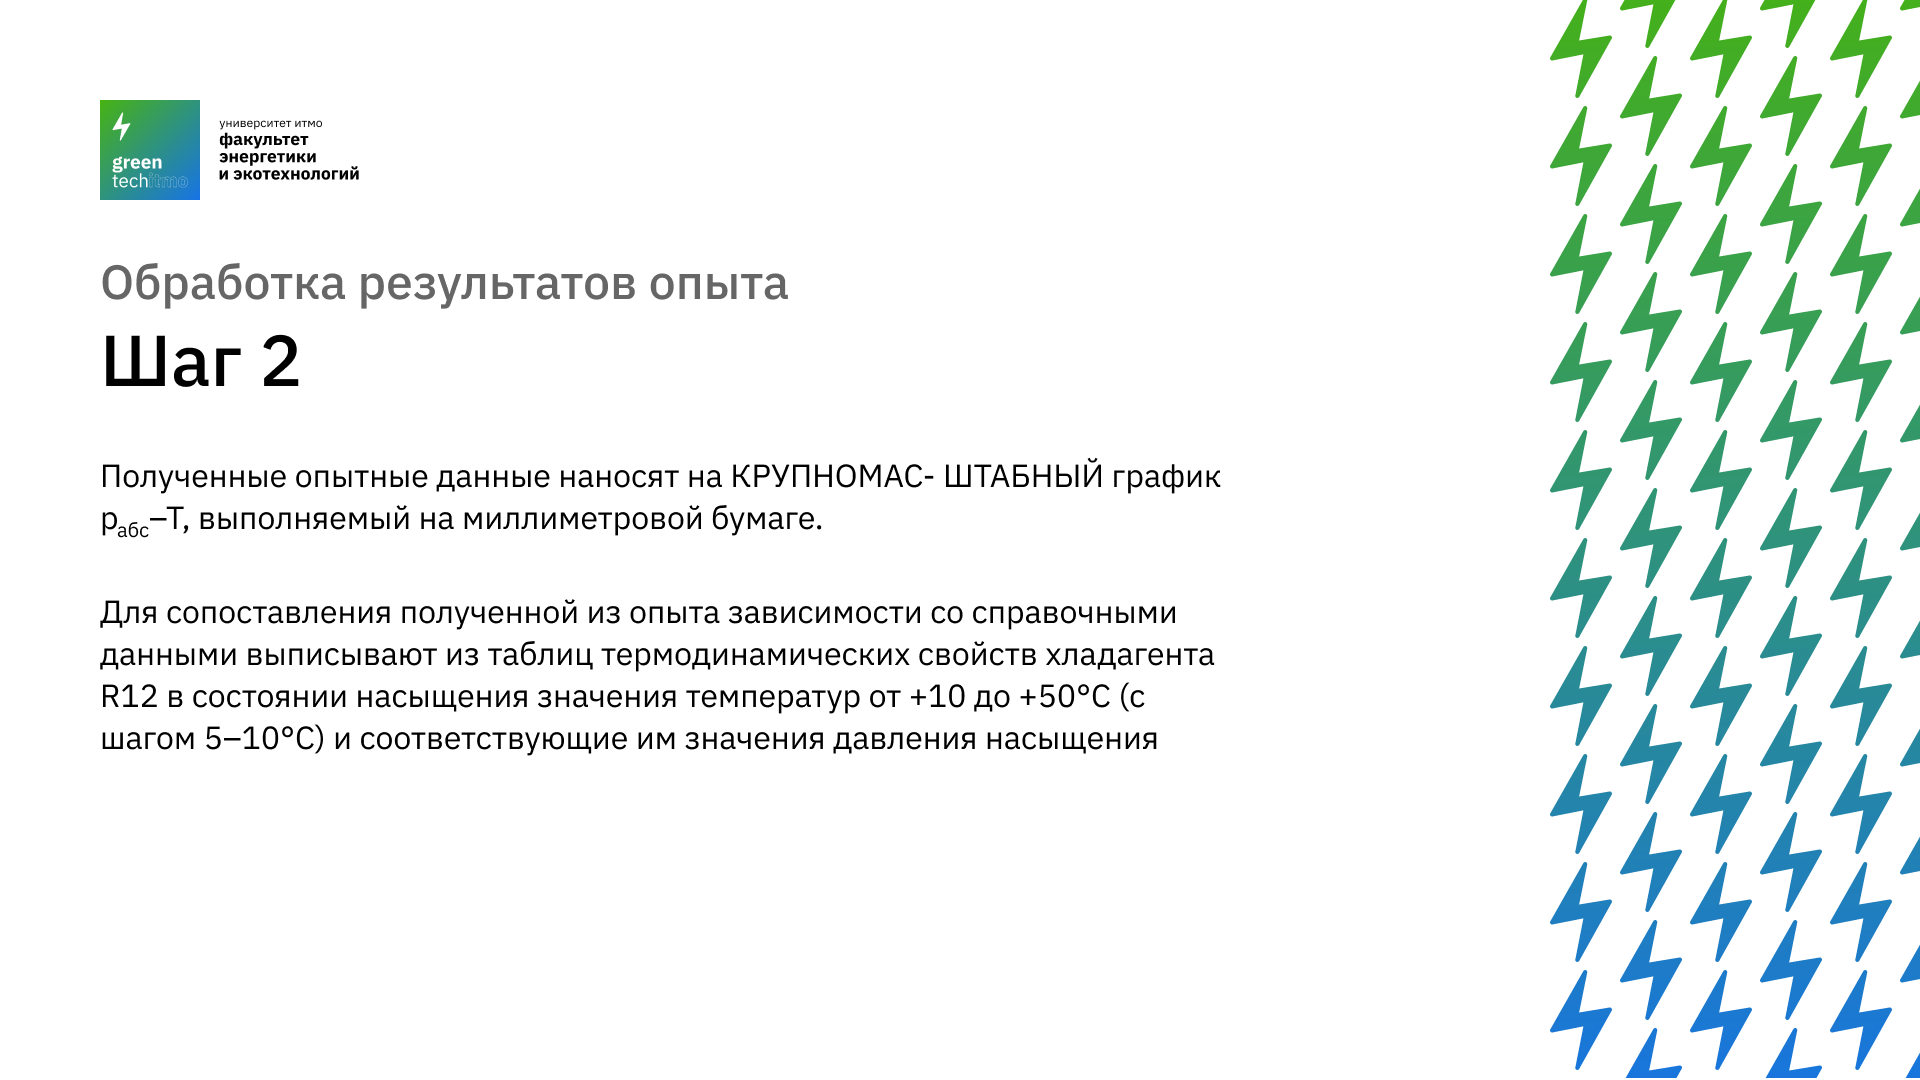 green
techitmo
университет итмо
факультет
энергетики
и экотехнологий
Обработка результатов опыта
Шаг 2
Полученные опытные данные наносят на КРУПНОМАС- ШТАБНЫЙ график
pабс–T, выполняемый на миллиметровой бумаге.
Для сопоставления полученной из опыта зависимости со справочными
данными выписывают из таблиц термодинамических свойств хладагента
R12 в состоянии насыщения значения температур от +10 до +50°C (с
шагом 5–10°C) и соответствующие им значения давления насыщения